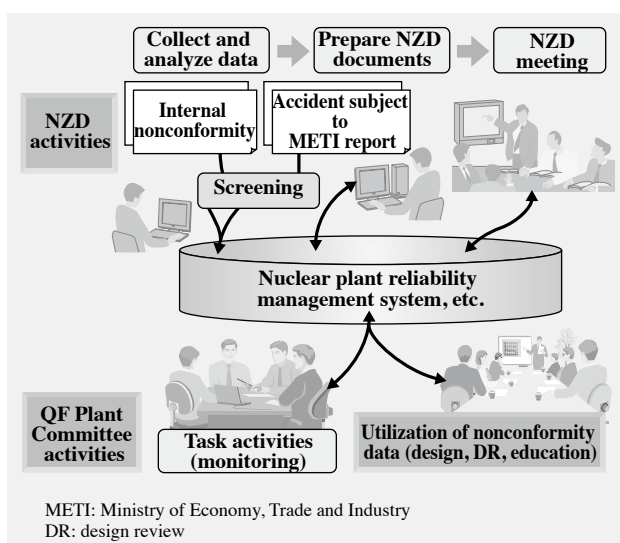 Collect and
analyze data
Prepare NZD
documents
NZD
meeting
NZD
activities
Internal
nonconformity
Accident subject
to
METI report
Screening
Nuclear plant reliability
management system, etc.
QF Plant
Committee
activities
Task activities
(monitoring)
Utilization of nonconformity
data (design, DR, education)
METI: Ministry of Economy, Trade and Industry
DR: design review